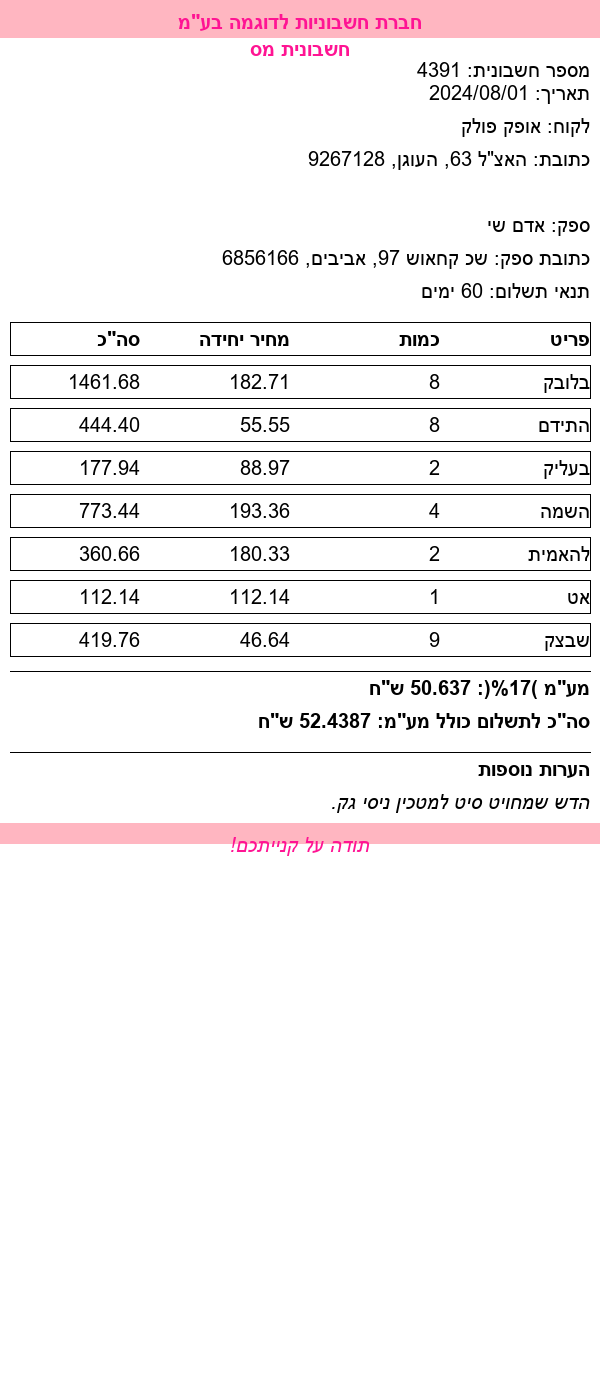 חברת חשבוניות לדוגמה בע"מ
חשבונית מס
מספר חשבונית: 4391
תאריך: 2024/08/01
לקוח: אופק פולק
כתובת: האצ"ל 63, העוגן, 9267128
ספק: אדם שי
כתובת ספק: שכ קחאוש 97, אביבים, 6856166
תנאי תשלום: 60 ימים
פריט כמות מחיר יחידה סה"כ
בלובק 8 182.71 1461.68
התידם 8 55.55 444.40
בעליק 2 88.97 177.94
השמה 4 193.36 773.44
להאמית 2 180.33 360.66
אט 1 112.14 112.14
שבצק 9 46.64 419.76
מע"מ )17%(: 50.637 ש"ח
סה"כ לתשלום כולל מע"מ: 52.4387 ש"ח
הערות נוספות
הדש שמחויט סיט למטכין ניסי גק.
תודה על קנייתכם!